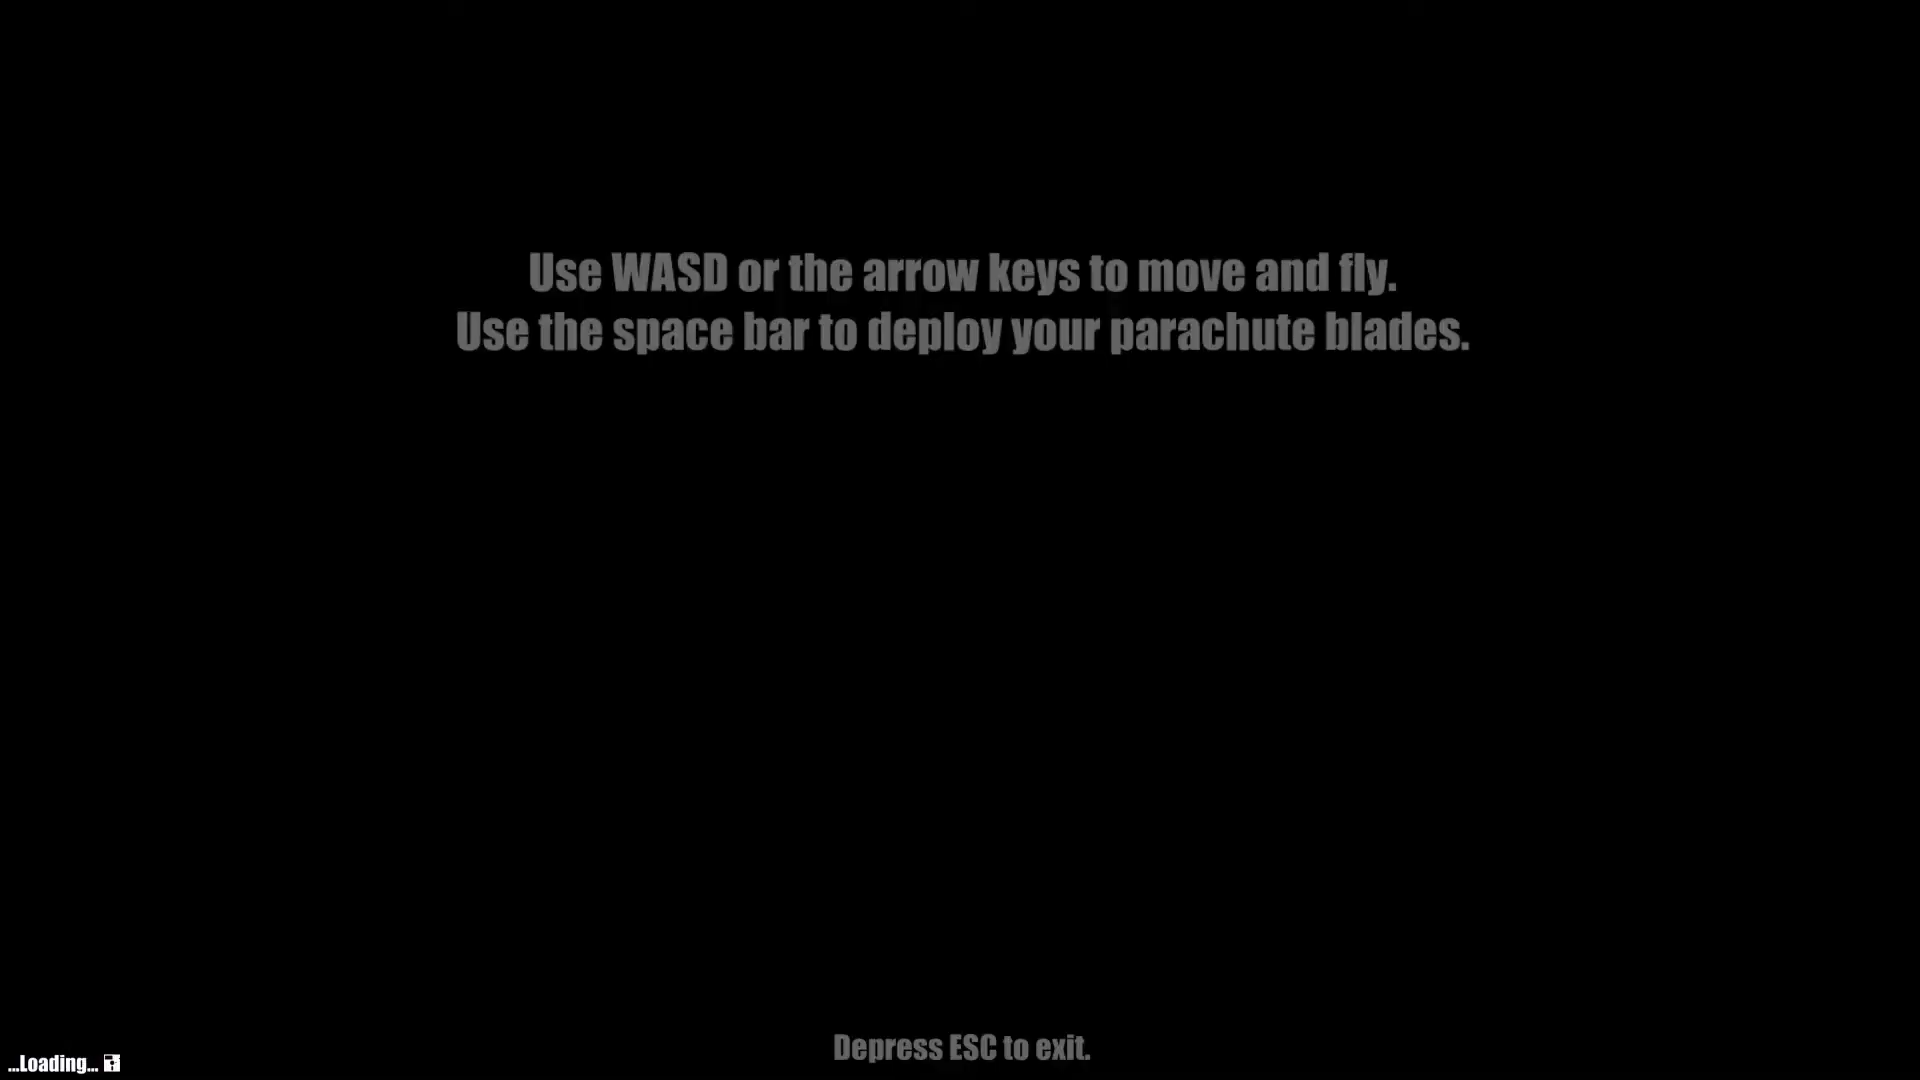 Use WASD or the arrow keys to move and fly.
Use the space bar to deploy your parachute blades.
Depress ESC to exit.
...Loading...